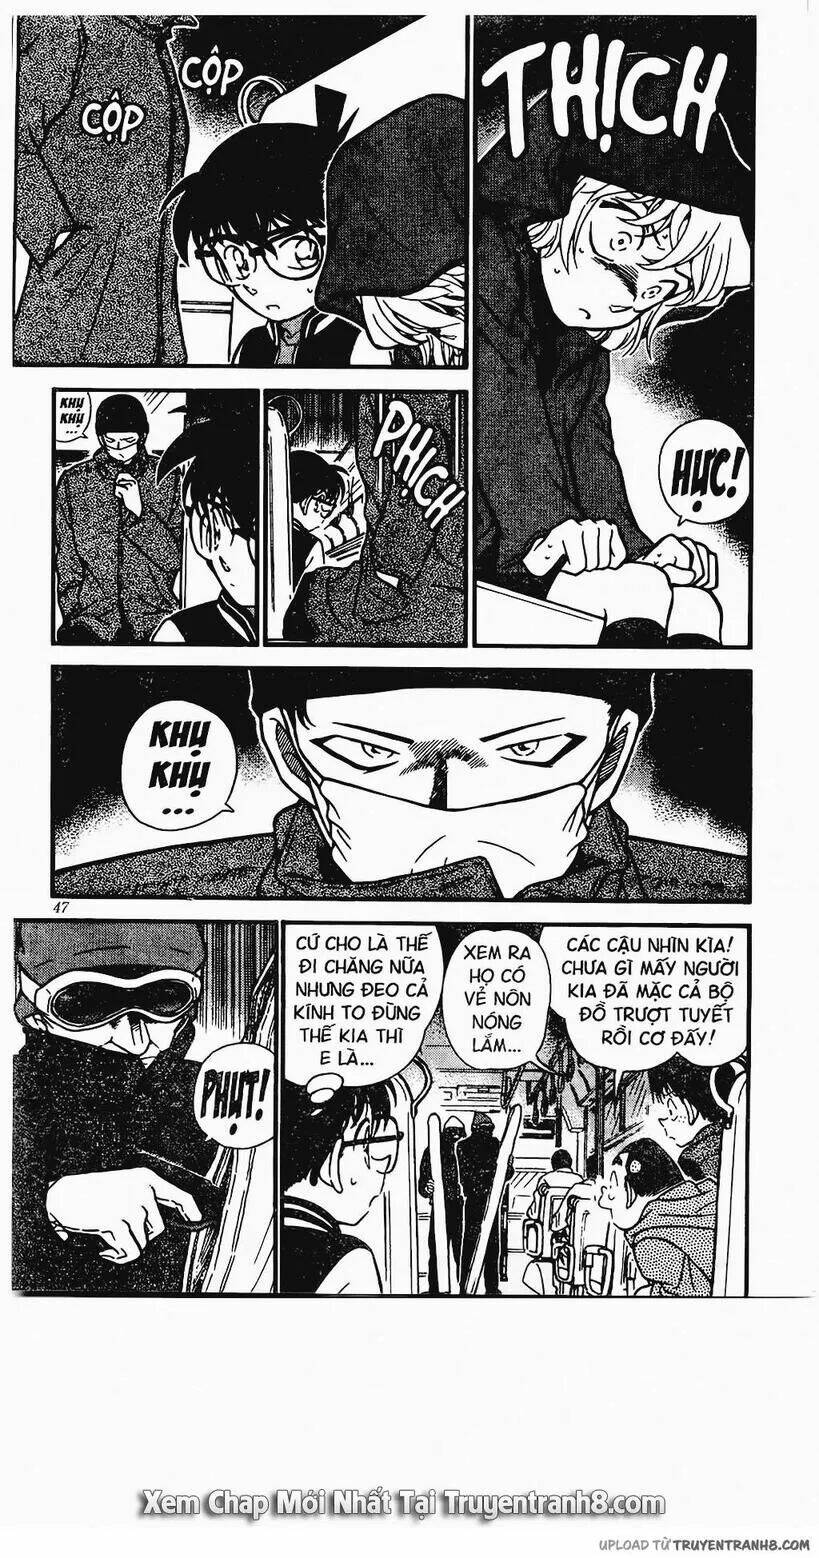 THỊCH
HỰC!
CỘP
CỘP
PHỊCH
KHỤ
KHỤ
...
KHỤ
KHỤ
...
47
CÁC CẬU NHÌN KÌA!
CHƯA GÌ MẤY NGƯỜI
KIA ĐÃ MẶC CẢ BỘ
ĐỒ TRƯỢT TUYẾT
RỒI CƠ ĐẤY!
XEM RA
HỌ CÓ
VẺ NÔN
NÓNG
LẮM...
CỨ CHO LÀ THẾ
ĐI CHĂNG NỮA
NHƯNG ĐEO CẢ
KÍNH TO ĐÙNG
THẾ KIA THÌ
E LÀ...
PHỤT!
Xem Chap Mới Nhất Tại Truyentranh8.com
UPLOAD TỪ TRUYENTRANH8.COM